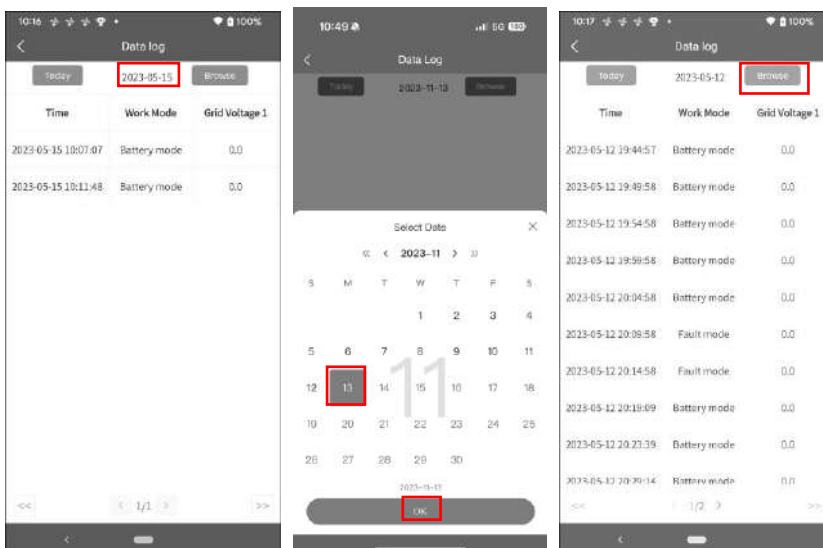 10:16 100%
Data log
Today 2023-05-15 Browse
Time Work Mode Grid Voltage 1
2023-05-15 10:07:07 Battery mode 0.0
2023-05-15 10:11:48 Battery mode 0.0
<< < 1/1 > >>
10:49 5G 100
Data Log
Today 2023-11-13 Browse
Select Date
« < 2023-11 > »
S M T W T F S
1 2 3 4
5 6 7 8 9 10 11
12 13 14 15 16 17 18
19 20 21 22 23 24 25
26 27 28 29 30
11
2023-11-13
OK
10:17 100%
Data log
Today 2023-05-12 Browse
Time Work Mode Grid Voltage 1
2023-05-12 19:44:57 Battery mode 0.0
2023-05-12 19:49:58 Battery mode 0.0
2023-05-12 19:54:58 Battery mode 0.0
2023-05-12 19:59:58 Battery mode 0.0
2023-05-12 20:04:58 Battery mode 0.0
2023-05-12 20:09:58 Fault mode 0.0
2023-05-12 20:14:58 Fault mode 0.0
2023-05-12 20:19:09 Battery mode 0.0
2023-05-12 20:23:39 Battery mode 0.0
2023-05-12 20:29:14 Battery mode 0.0
<< 1/2 > >>